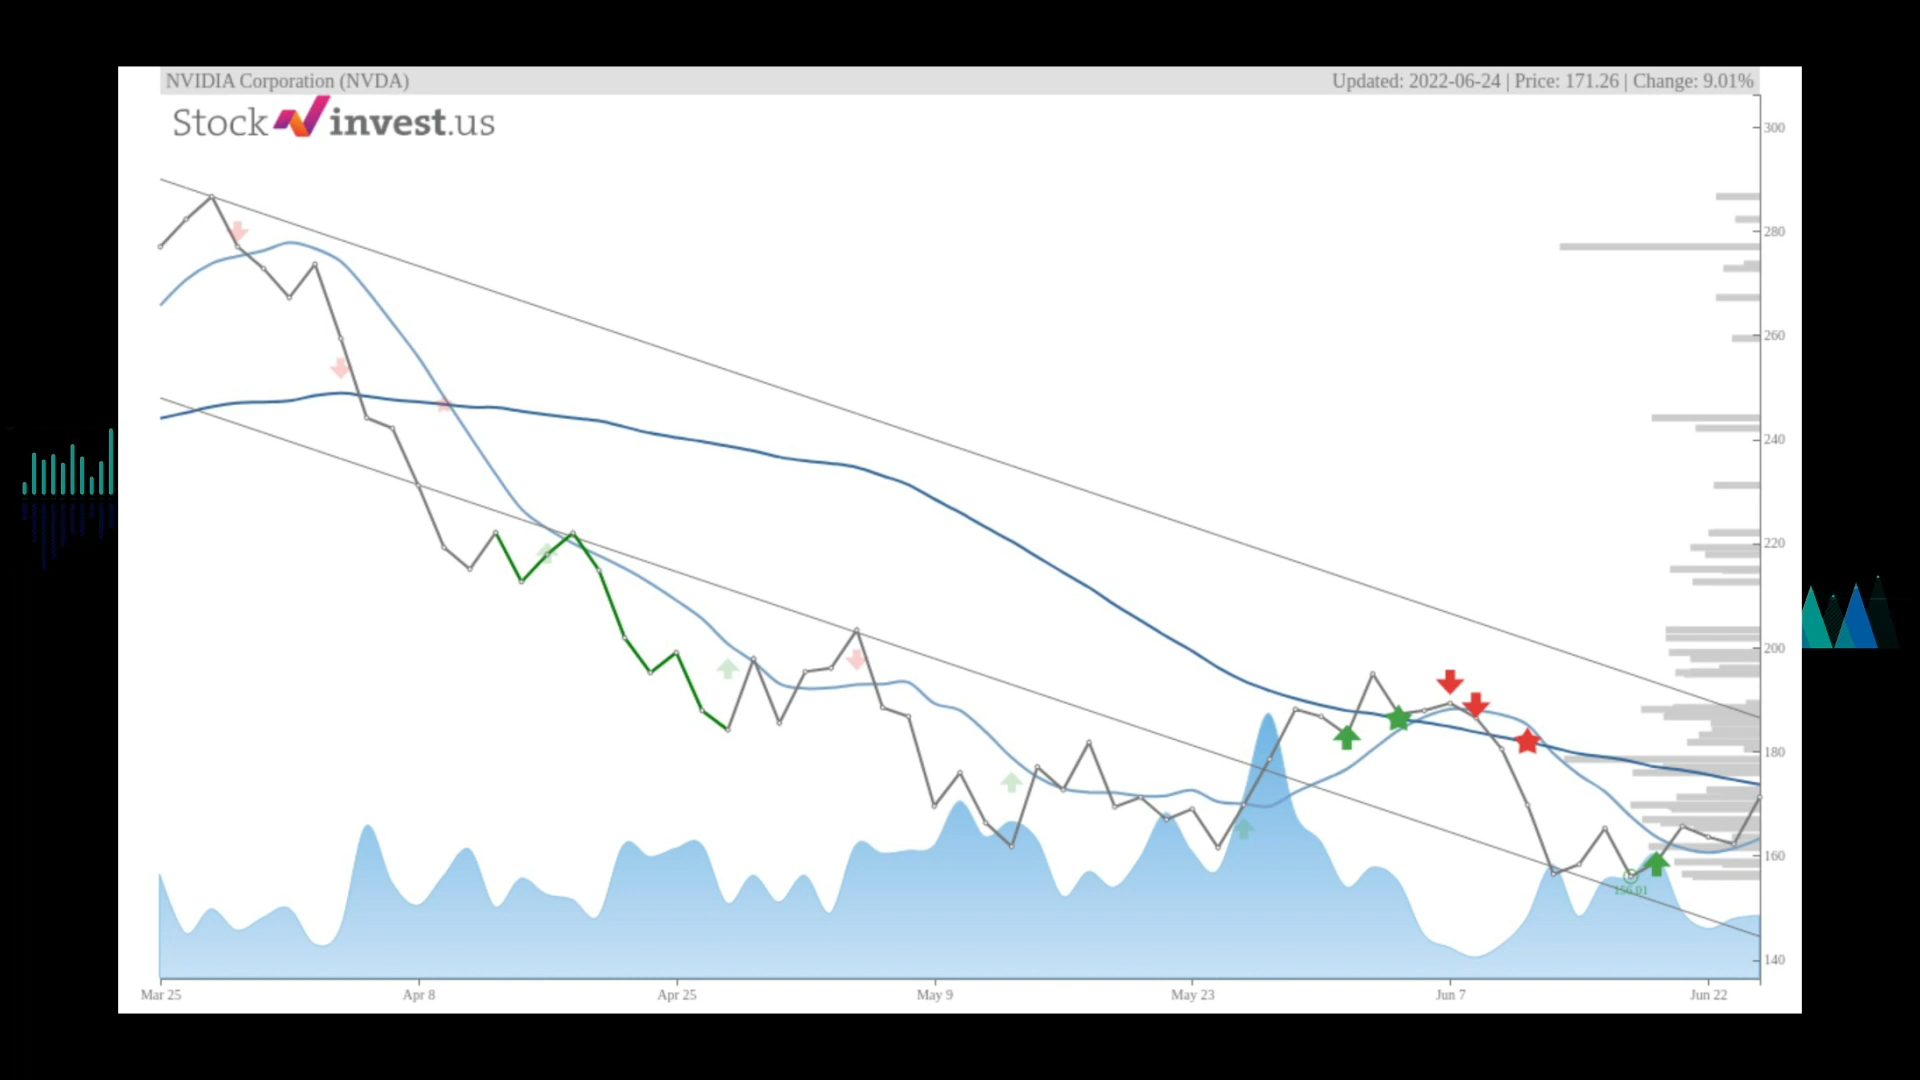 NVIDIA Corporation (NVDA)
Updated: 2022-06-24 | Price: 171.26 | Change: 9.01%
Stock invest.us
300
280
260
240
220
200
180
160
140
156.01
Mar 25
Apr 8
Apr 25
May 9
May 23
Jun 7
Jun 22